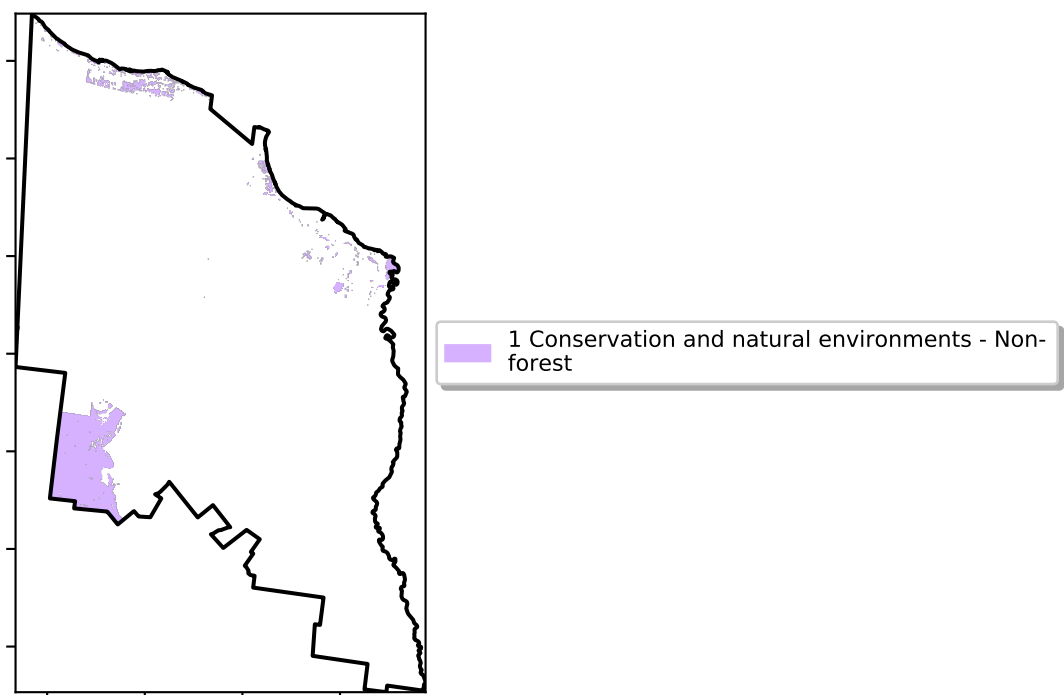 1 Conservation and natural environments - Non-
forest